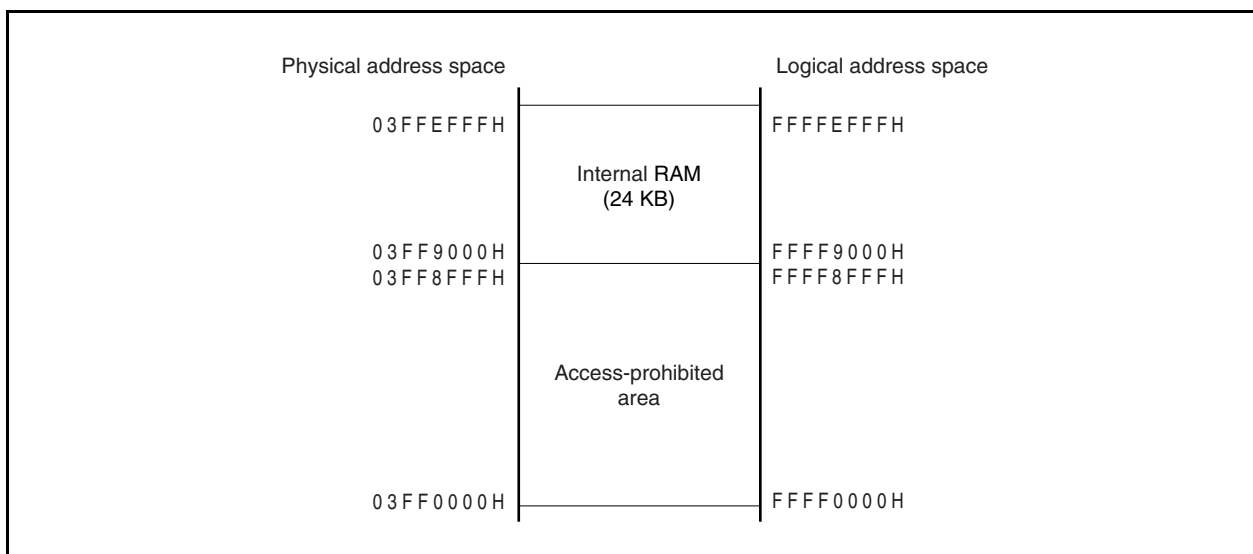 Physical address space
Logical address space
03FFEFFFH
FFFFEFFFH
Internal RAM
(24 KB)
03FF9000H
FFFF9000H
03FF8FFFH
FFFF8FFFH
Access-prohibited
area
03FF0000H
FFFF0000H